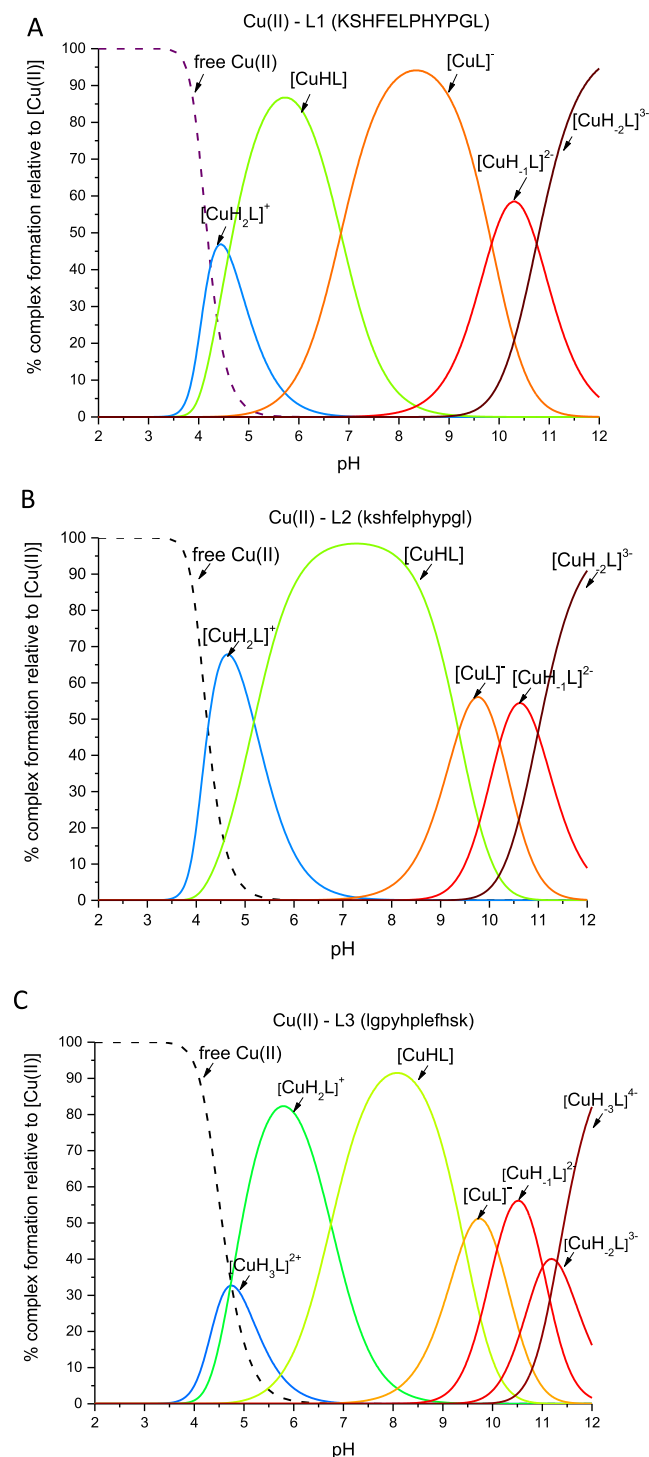 A
Cu(II) - L1 (KSHFELPHYPGL)
% complex formation relative to [Cu(II)]
100
90
80
70
60
50
40
30
20
10
0
free Cu(II)
[CuHL]
[CuL]⁻
[CuH₋₂L]³⁻
[CuH₋₁L]²⁻
[CuH₂L]⁺
2 3 4 5 6 7 8 9 10 11 12
pH
B
Cu(II) - L2 (kshfelphypgl)
% complex formation relative to [Cu(II)]
100
90
80
70
60
50
40
30
20
10
0
free Cu(II)
[CuHL]
[CuH₋₂L]³⁻
[CuH₂L]⁺
[CuL]⁻
[CuH₋₁L]²⁻
2 3 4 5 6 7 8 9 10 11 12
pH
C
Cu(II) - L3 (lgpyhplefhsk)
% complex formation relative to [Cu(II)]
100
90
80
70
60
50
40
30
20
10
0
free Cu(II)
[CuHL]
[CuH₂L]⁺
[CuH₋₃L]⁴⁻
[CuH₋₁L]²⁻
[CuL]⁻
[CuH₋₂L]³⁻
[CuH₃L]²⁺
2 3 4 5 6 7 8 9 10 11 12
pH